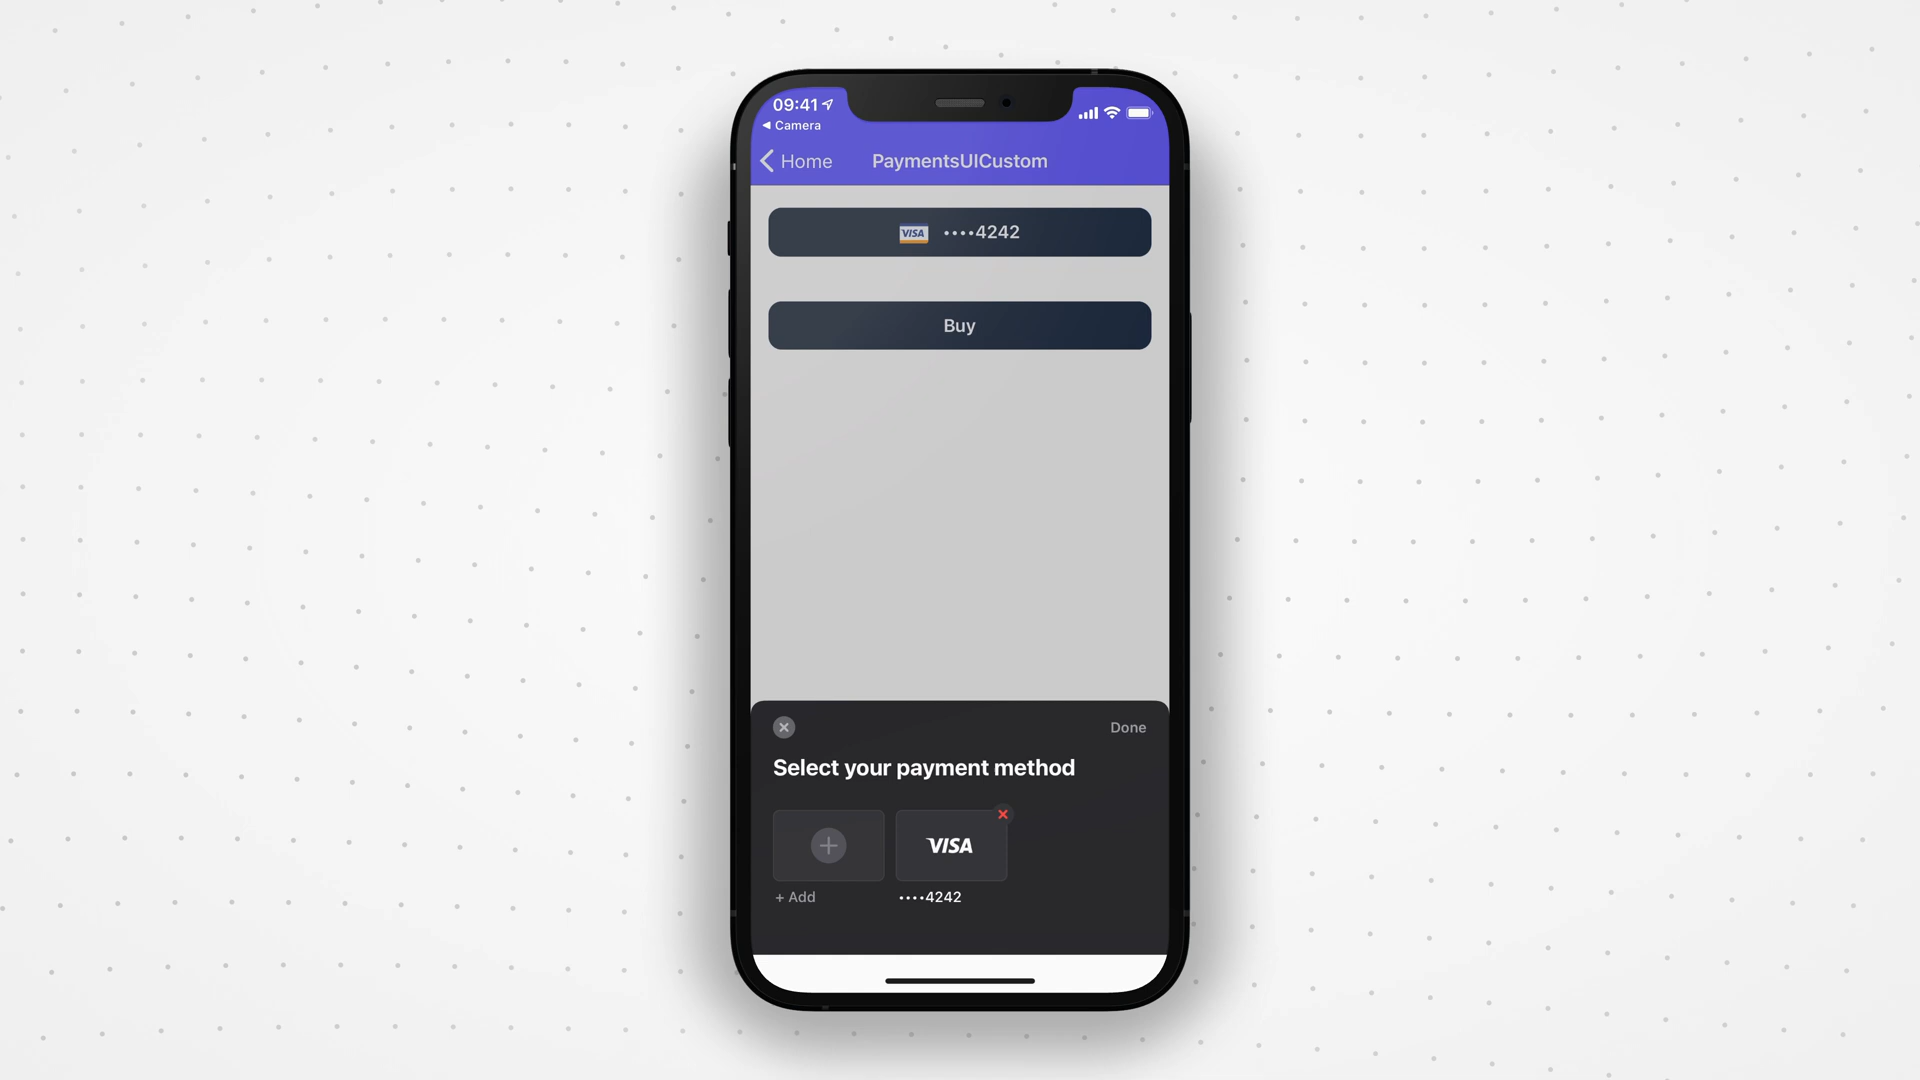 09:41
Camera
Home
PaymentsUICustom
VISA ····4242
Buy
Done
Select your payment method
VISA
+ Add
····4242